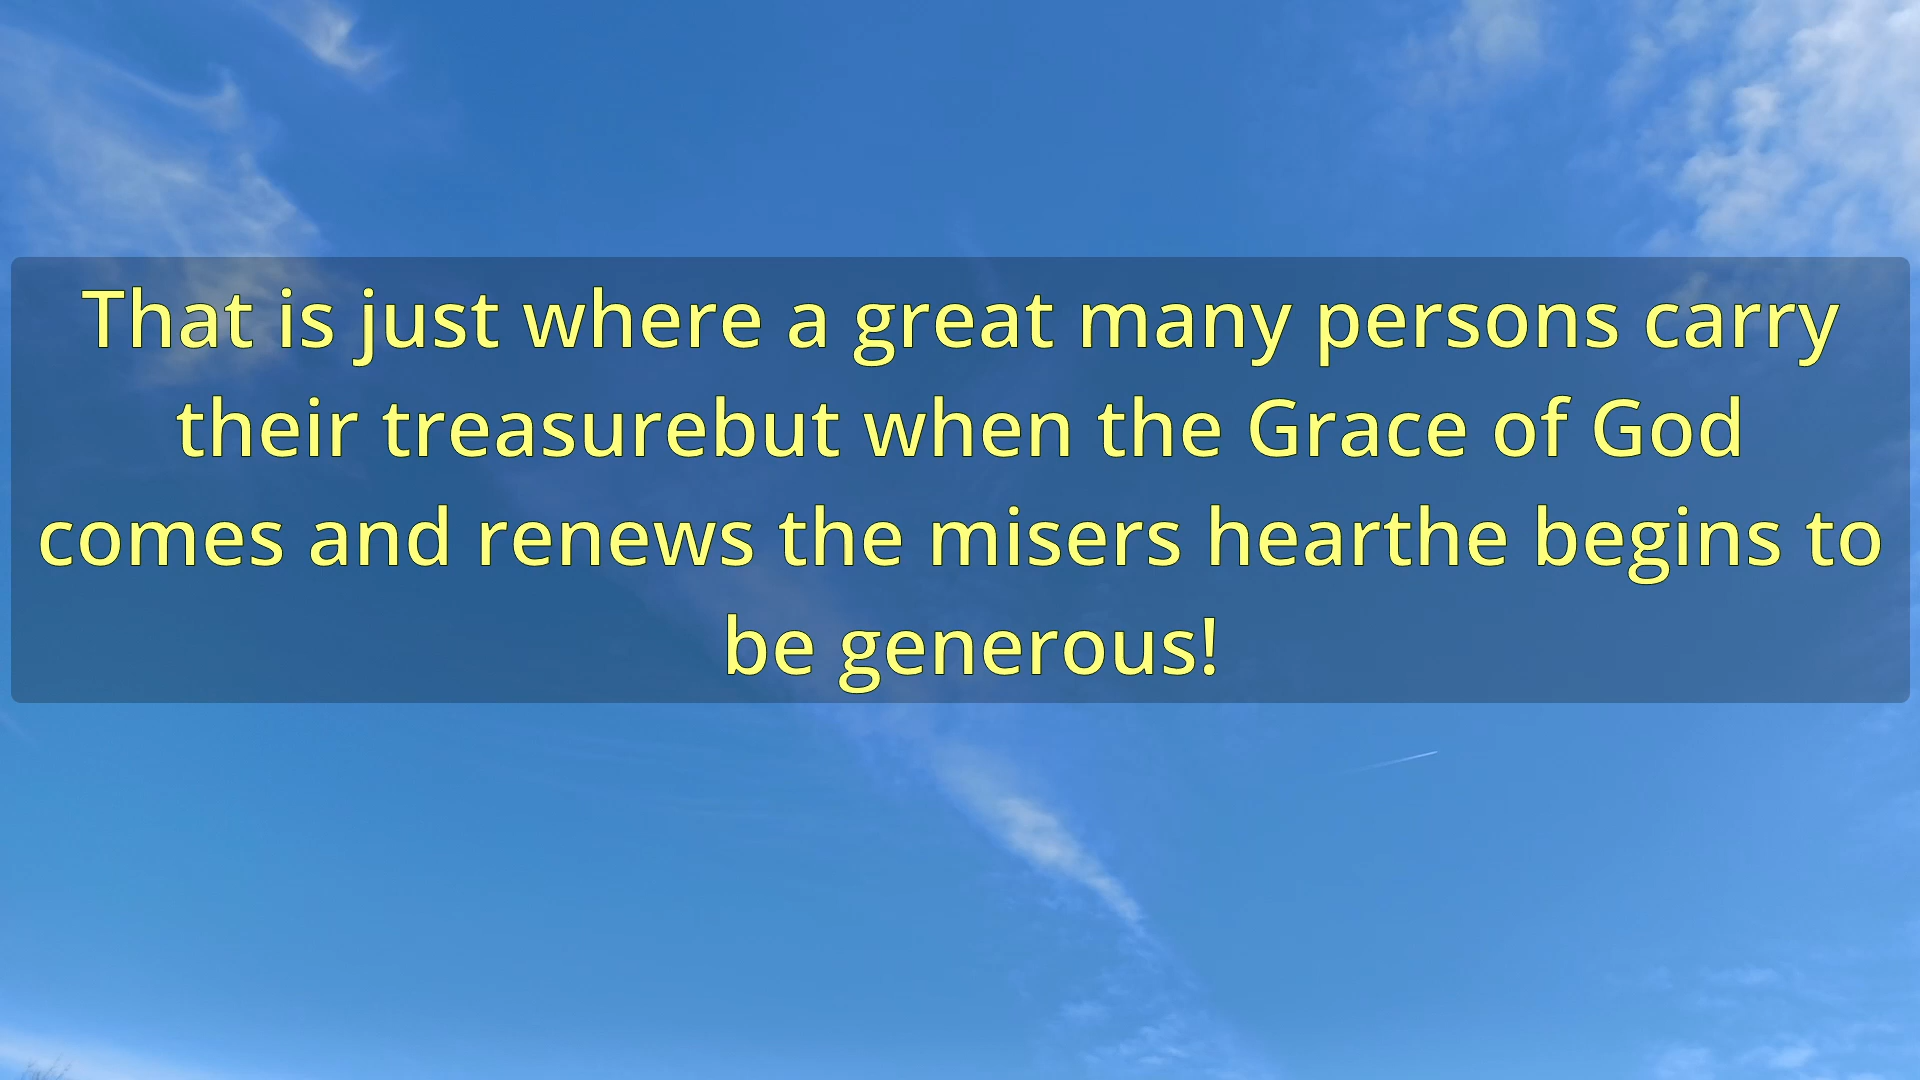 That is just where a great many persons carry
their treasurebut when the Grace of God
comes and renews the misers hearthe begins to
be generous!